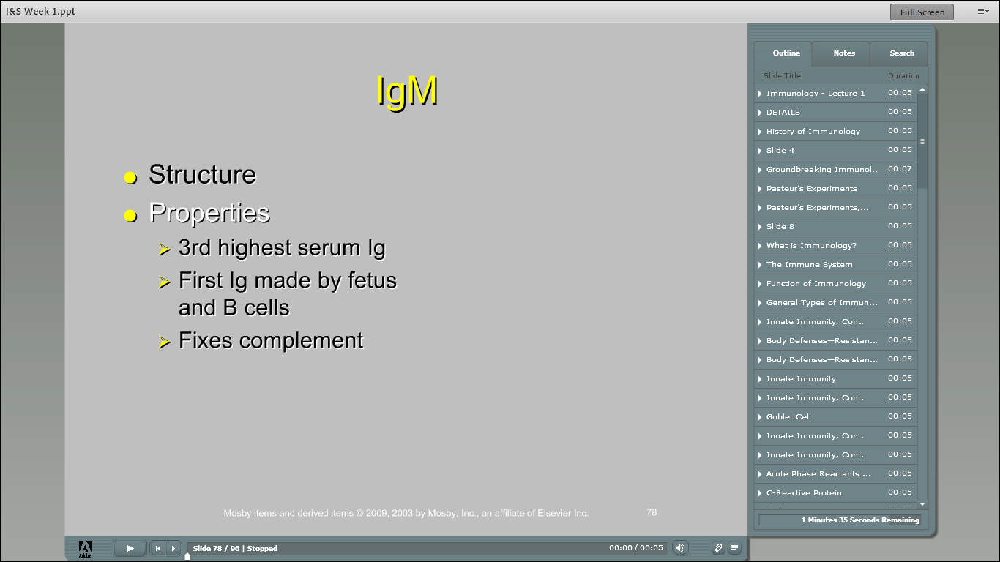 I&S Week 1.ppt
Full Screen
IgM
Structure
Properties
3rd highest serum Ig
First Ig made by fetus
and B cells
Fixes complement
Mosby items and derived items © 2009, 2003 by Mosby, Inc., an affiliate of Elsevier Inc.
78
Outline Notes Search
Slide Title Duration
Immunology - Lecture 1 00:05
DETAILS 00:05
History of Immunology 00:05
Slide 4 00:05
Groundbreaking Immunol.. 00:07
Pasteur's Experiments 00:05
Pasteur's Experiments,... 00:05
Slide 8 00:05
What is Immunology? 00:05
The Immune System 00:05
Function of Immunology 00:05
General Types of Immun... 00:05
Innate Immunity, Cont. 00:05
Body Defenses—Resistan... 00:05
Body Defenses—Resistan... 00:05
Innate Immunity 00:05
Innate Immunity, Cont. 00:05
Goblet Cell 00:05
Innate Immunity, Cont. 00:05
Innate Immunity, Cont. 00:05
Acute Phase Reactants ... 00:05
C-Reactive Protein 00:05
1 Minutes 35 Seconds Remaining
Adobe
Slide 78 / 96 | Stopped
00:00 / 00:05